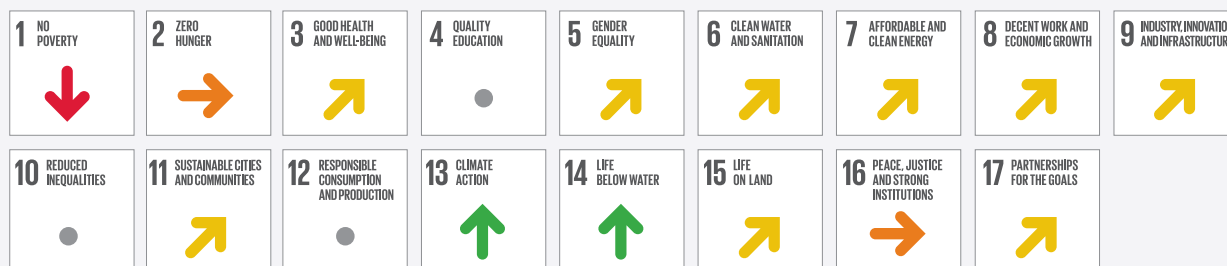 1 NO
POVERTY
2 ZERO
HUNGER
3 GOOD HEALTH
AND WELL-BEING
4 QUALITY
EDUCATION
5 GENDER
EQUALITY
6 CLEAN WATER
AND SANITATION
7 AFFORDABLE AND
CLEAN ENERGY
8 DECENT WORK AND
ECONOMIC GROWTH
9 INDUSTRY, INNOVATIO
AND INFRASTRUCTUR
10 REDUCED
INEQUALITIES
11 SUSTAINABLE CITIES
AND COMMUNITIES
12 RESPONSIBLE
CONSUMPTION
AND PRODUCTION
13 CLIMATE
ACTION
14 LIFE
BELOW WATER
15 LIFE
ON LAND
16 PEACE, JUSTICE
AND STRONG
INSTITUTIONS
17 PARTNERSHIPS
FOR THE GOALS